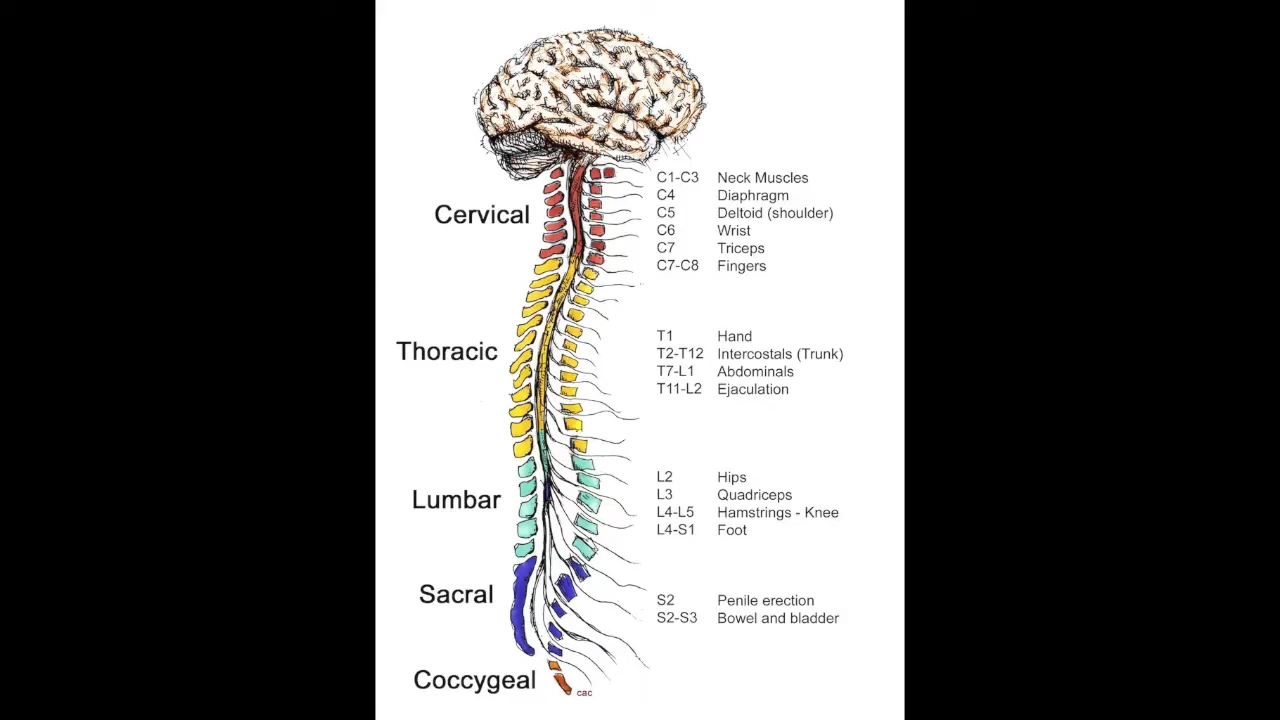 Cervical
C1-C3 Neck Muscles
C4 Diaphragm
C5 Deltoid (shoulder)
C6 Wrist
C7 Triceps
C7-C8 Fingers
Thoracic
T1 Hand
T2-T12 Intercostals (Trunk)
T7-L1 Abdominals
T11-L2 Ejaculation
Lumbar
L2 Hips
L3 Quadriceps
L4-L5 Hamstrings - Knee
L4-S1 Foot
Sacral
S2 Penile erection
S2-S3 Bowel and bladder
Coccygeal
cac